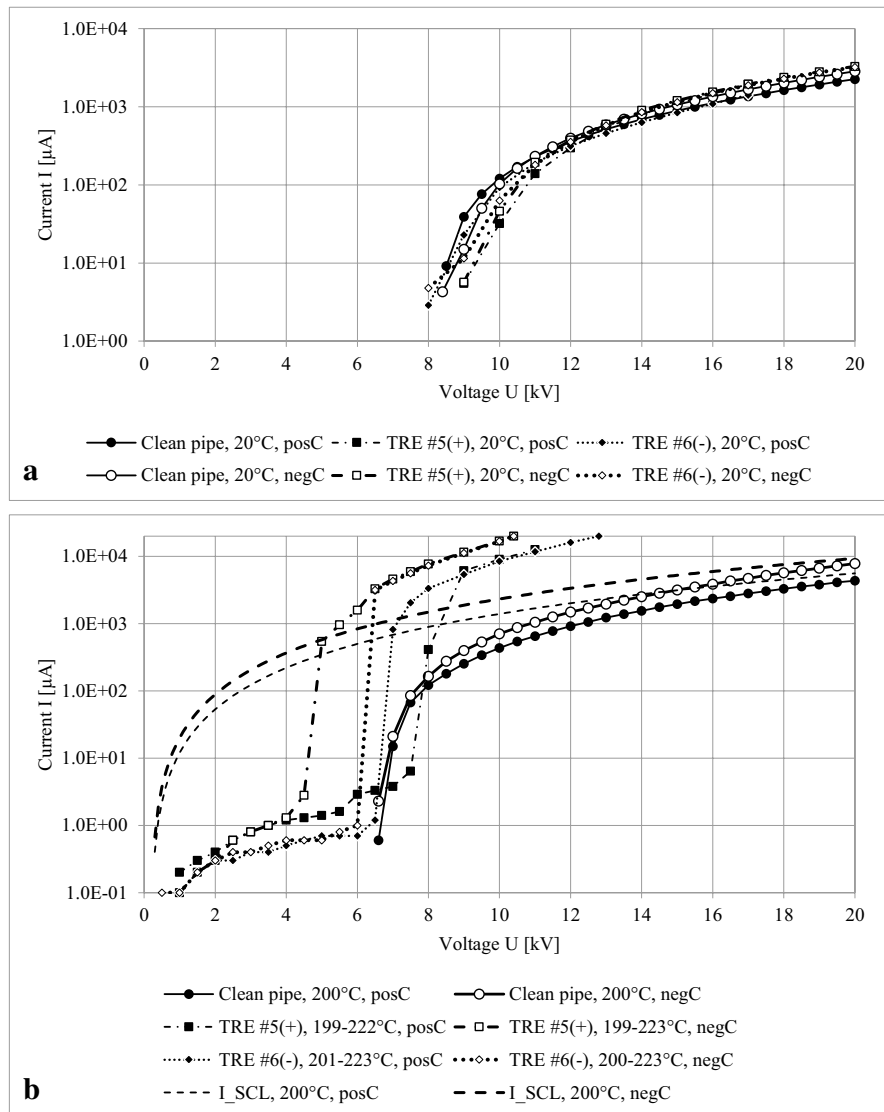 1.0E+04
1.0E+03
1.0E+02
1.0E+01
1.0E+00
Current I [µA]
0 2 4 6 8 10 12 14 16 18 20
Voltage U [kV]
Clean pipe, 20°C, posC TRE #5(+), 20°C, posC TRE #6(-), 20°C, posC
Clean pipe, 20°C, negC TRE #5(+), 20°C, negC TRE #6(-), 20°C, negC
a
1.0E+04
1.0E+03
1.0E+02
1.0E+01
1.0E+00
1.0E-01
Current I [µA]
0 2 4 6 8 10 12 14 16 18 20
Voltage U [kV]
Clean pipe, 200°C, posC Clean pipe, 200°C, negC
TRE #5(+), 199-222°C, posC TRE #5(+), 199-223°C, negC
TRE #6(-), 201-223°C, posC TRE #6(-), 200-223°C, negC
I_SCL, 200°C, posC I_SCL, 200°C, negC
b